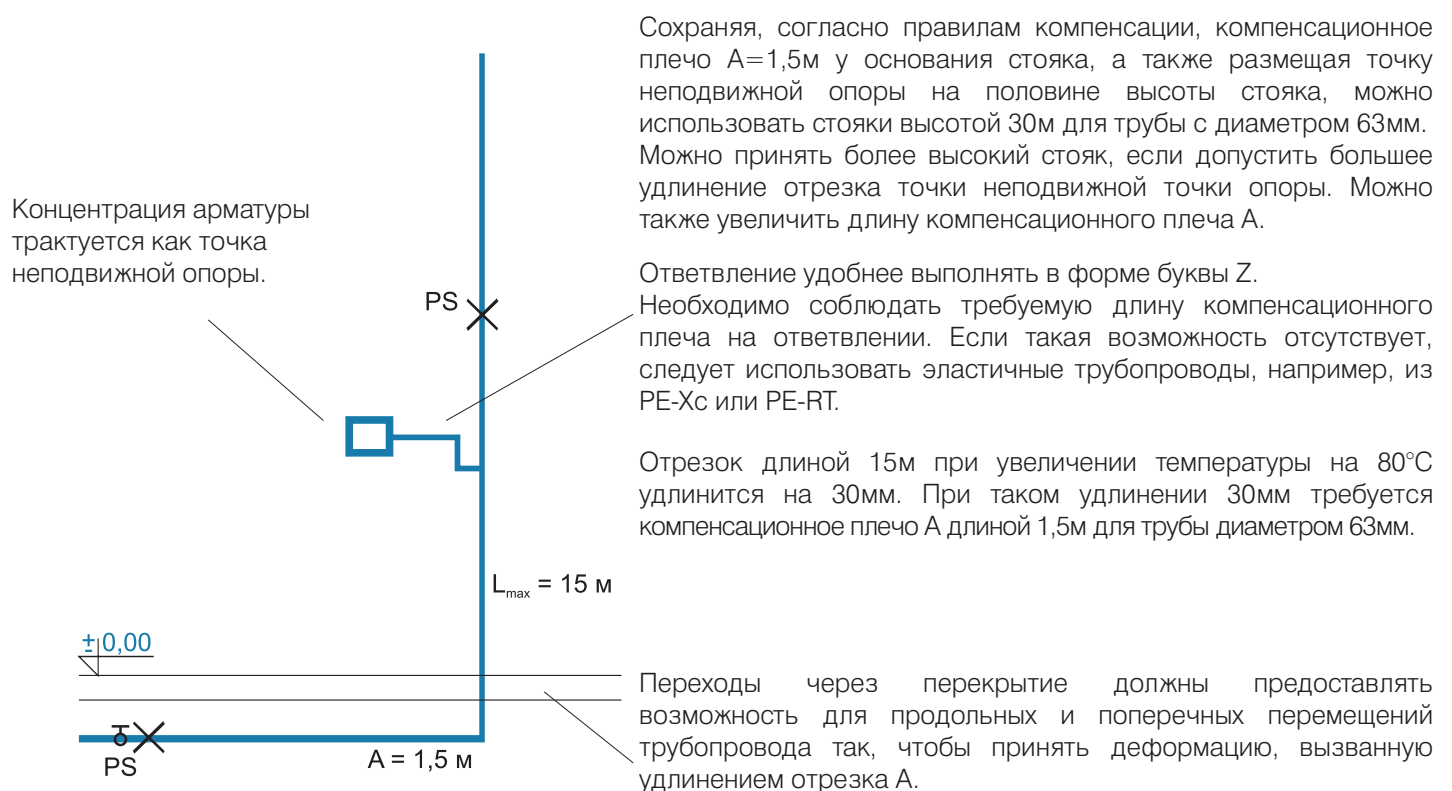 Сохраняя, согласно правилам компенсации, компенсационное
плечо А=1,5м у основания стояка, а также размещая точку
неподвижной опоры на половине высоты стояка, можно
использовать стояки высотой 30м для трубы с диаметром 63мм.
Можно принять более высокий стояк, если допустить большее
удлинение отрезка точки неподвижной точки опоры. Можно
также увеличить длину компенсационного плеча А.
Концентрация арматуры
трактуется как точка
неподвижной опоры.
Ответвление удобнее выполнять в форме буквы Z.
Необходимо соблюдать требуемую длину компенсационного
плеча на ответвлении. Если такая возможность отсутствует,
следует использовать эластичные трубопроводы, например, из
PE-Xc или PE-RT.
PS
Отрезок длиной 15м при увеличении температуры на 80°С
удлинится на 30мм. При таком удлинении 30мм требуется
компенсационное плечо А длиной 1,5м для трубы диаметром 63мм.
Lmax = 15 м
±0,00
Переходы через перекрытие должны предоставлять
возможность для продольных и поперечных перемещений
трубопровода так, чтобы принять деформацию, вызванную
удлинением отрезка А.
PS
А = 1,5 м